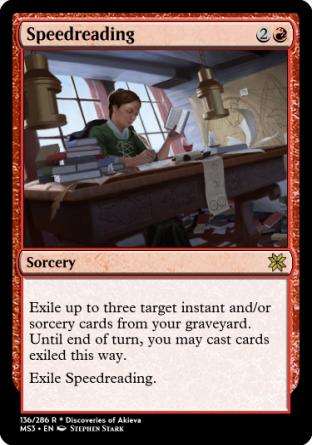 Speedreading 2
Sorcery
Exile up to three target instant and/or
sorcery cards from your graveyard.
Until end of turn, you may cast cards
exiled this way.
Exile Speedreading.
136/286 R * Discoveries of Akieva
MS3 • EN Stephen Stark